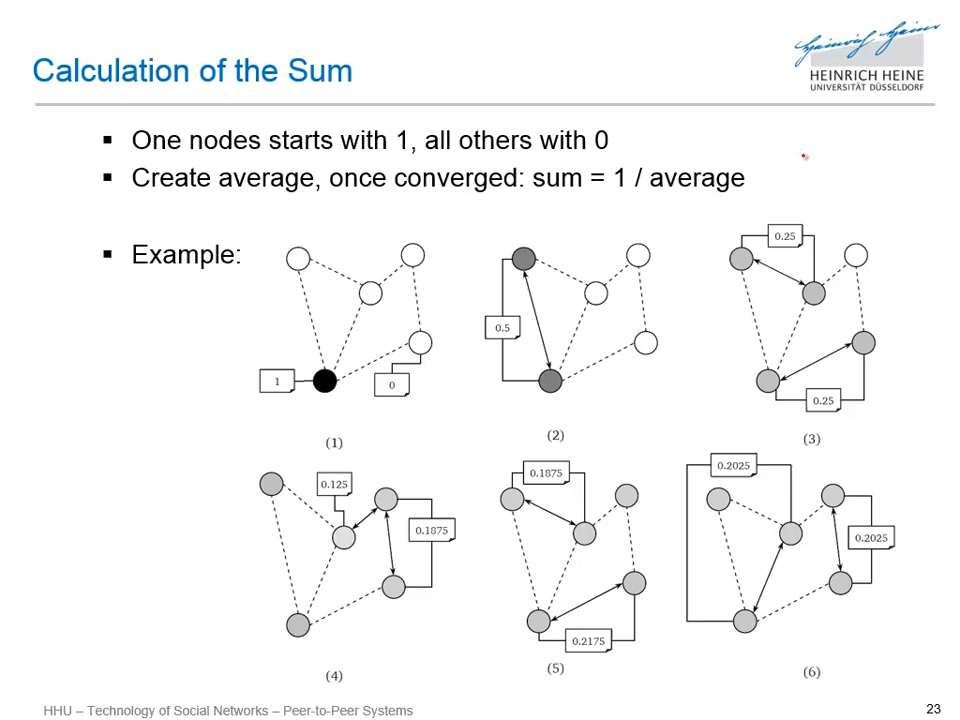 Calculation of the Sum
Heinrich Heine
HEINRICH HEINE
UNIVERSITÄT DÜSSELDORF
▪ One nodes starts with 1, all others with 0
▪ Create average, once converged: sum = 1 / average
▪ Example:
1
0
(1)
0.5
(2)
0.25
0.25
(3)
0.125
0.1875
(4)
0.1875
0.2175
(5)
0.2025
0.2025
(6)
HHU – Technology of Social Networks – Peer-to-Peer Systems
23